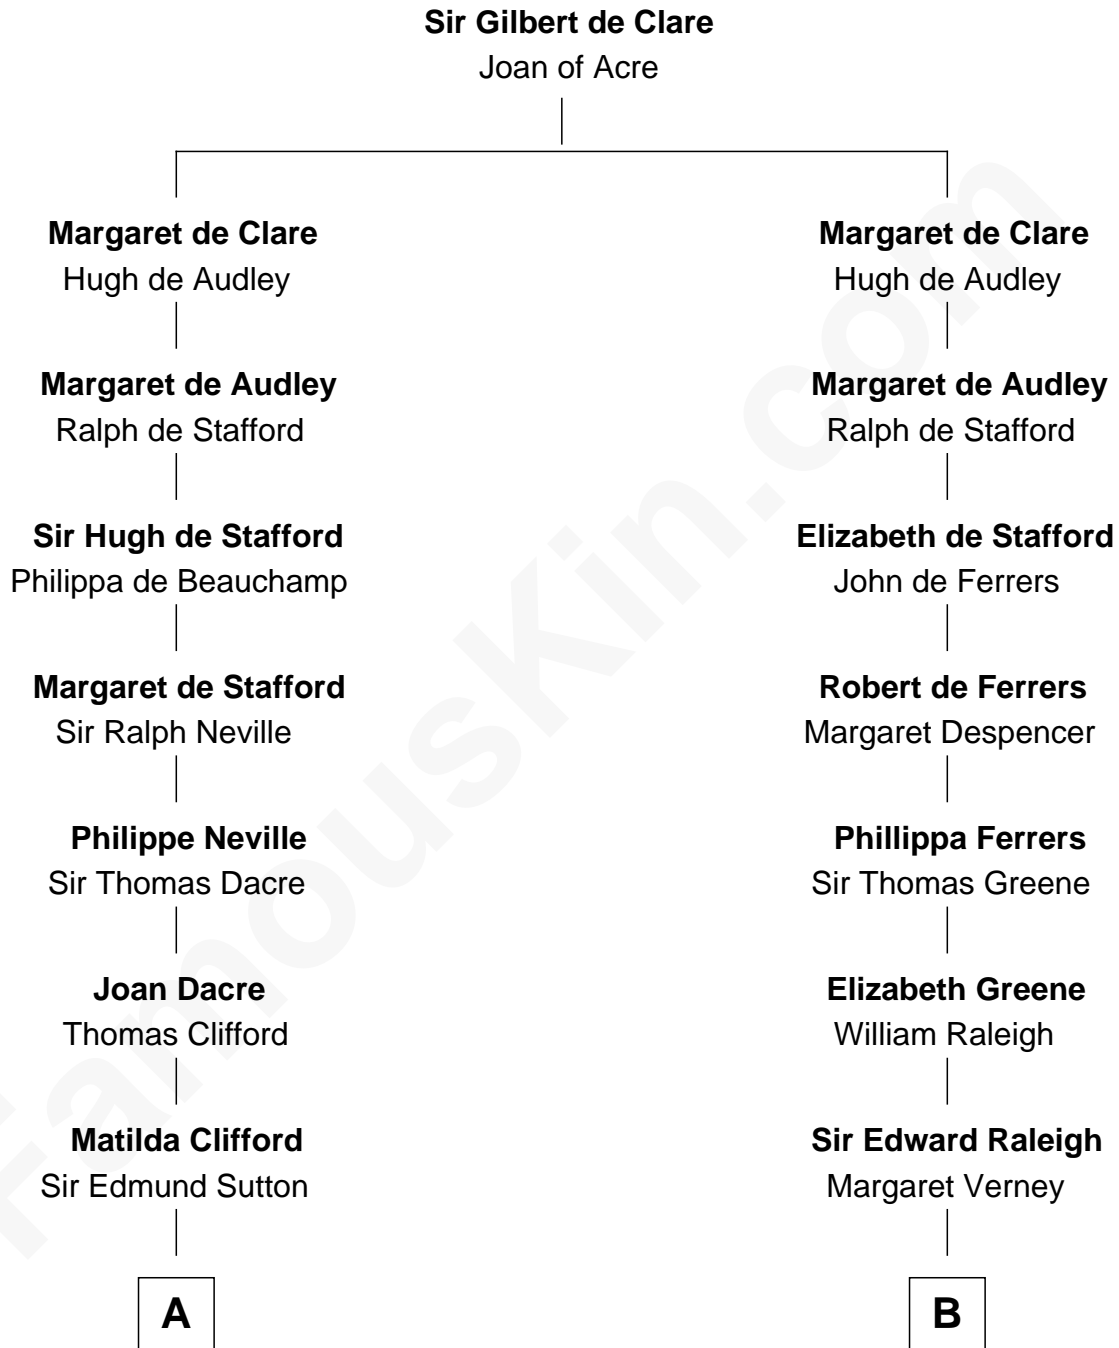 Sir Gilbert de Clare
Joan of Acre
Margaret de Clare
Hugh de Audley
Margaret de Audley
Ralph de Stafford
Sir Hugh de Stafford
Philippa de Beauchamp
Margaret de Stafford
Sir Ralph Neville
Philippe Neville
Sir Thomas Dacre
Joan Dacre
Thomas Clifford
Matilda Clifford
Sir Edmund Sutton
A
Margaret de Clare
Hugh de Audley
Margaret de Audley
Ralph de Stafford
Elizabeth de Stafford
John de Ferrers
Robert de Ferrers
Margaret Despencer
Phillippa Ferrers
Sir Thomas Greene
Elizabeth Greene
William Raleigh
Sir Edward Raleigh
Margaret Verney
B
FamousKin.com